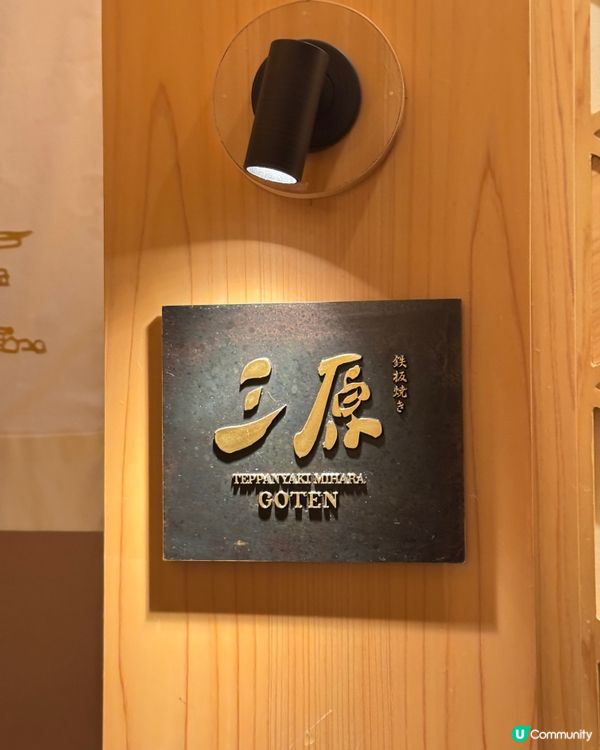 三原
鉄板焼き
TEPPANYAKI MIHARA
GOTEN
U Community